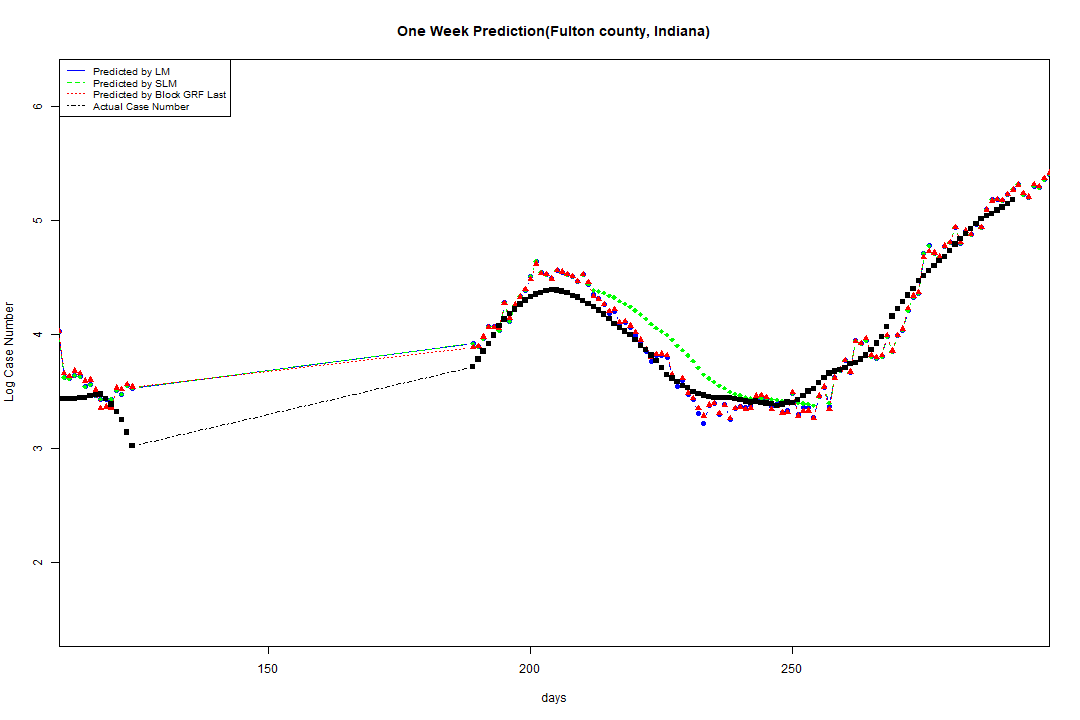 One Week Prediction(Fulton county, Indiana)
Predicted by LM
Predicted by SLM
Predicted by Block GRF Last
Actual Case Number
6
5
4
3
2
Log Case Number
150 200 250
days